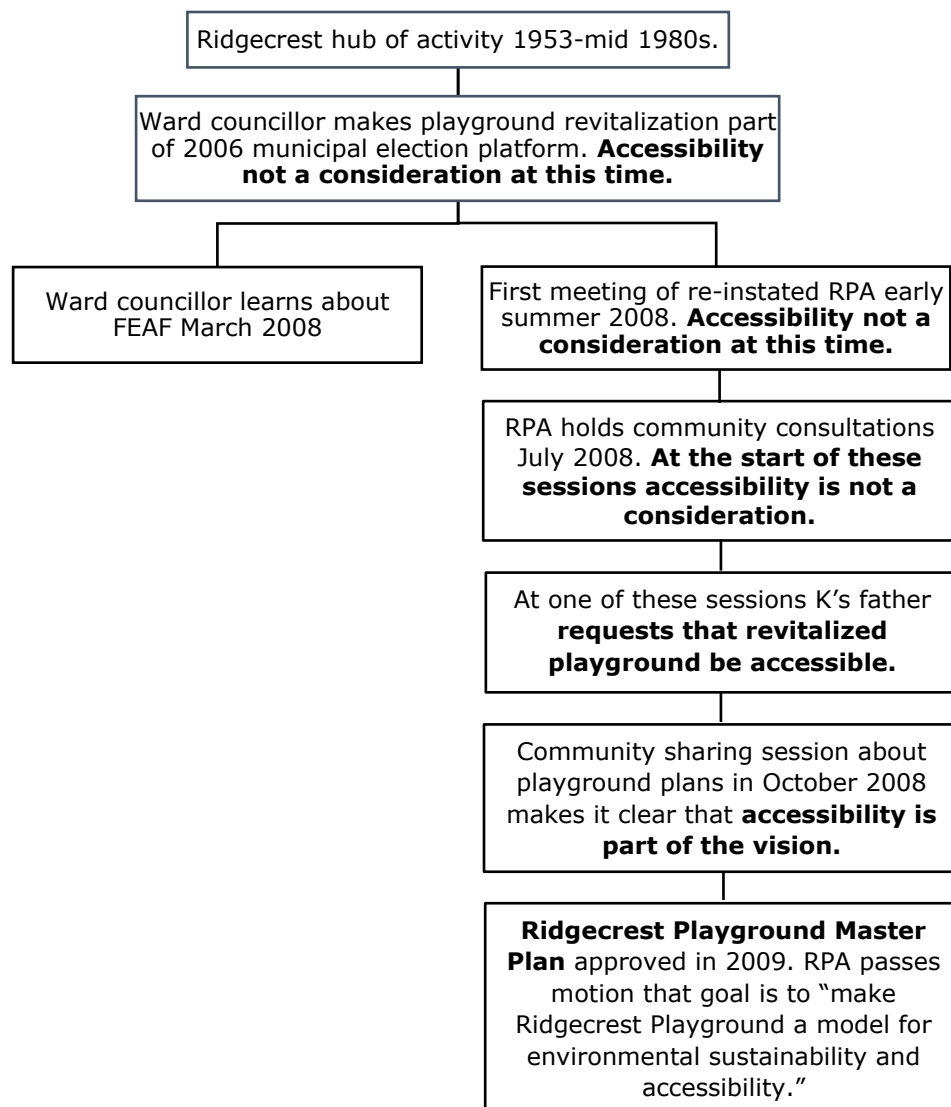 Ridgecrest hub of activity 1953-mid 1980s.
Ward councillor makes playground revitalization part
of 2006 municipal election platform. Accessibility
not a consideration at this time.
Ward councillor learns about
FEAF March 2008
First meeting of re-instated RPA early
summer 2008. Accessibility not a
consideration at this time.
RPA holds community consultations
July 2008. At the start of these
sessions accessibility is not a
consideration.
At one of these sessions K’s father
requests that revitalized
playground be accessible.
Community sharing session about
playground plans in October 2008
makes it clear that accessibility is
part of the vision.
Ridgecrest Playground Master
Plan approved in 2009. RPA passes
motion that goal is to “make
Ridgecrest Playground a model for
environmental sustainability and
accessibility.”